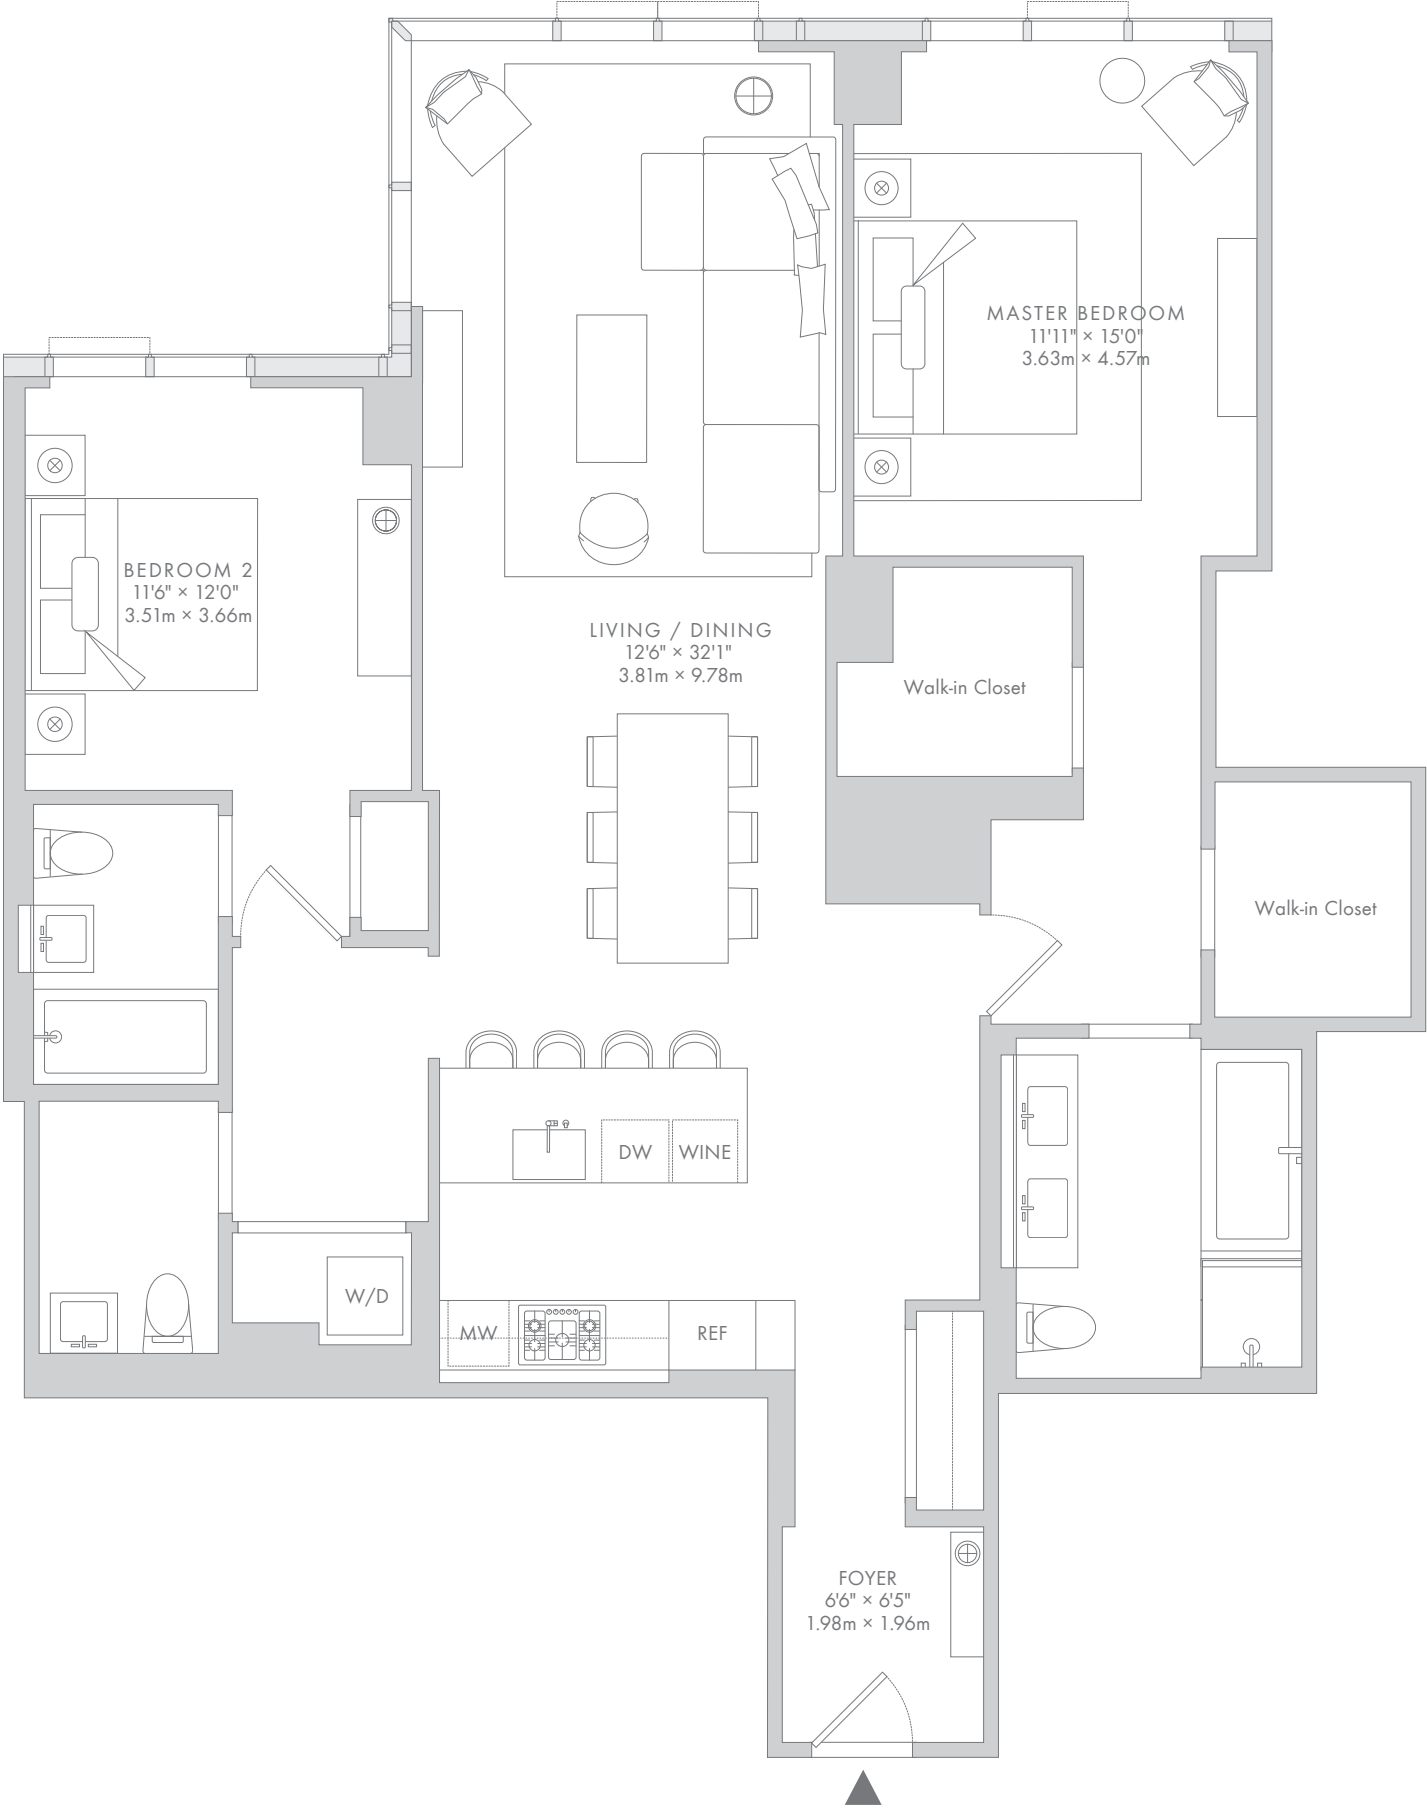 MASTER BEDROOM
11'11" × 15'0"
3.63m × 4.57m
BEDROOM 2
11'6" × 12'0"
3.51m × 3.66m
LIVING / DINING
12'6" × 32'1"
3.81m × 9.78m
Walk-in Closet
Walk-in Closet
DW
WINE
W/D
MW
REF
FOYER
6'6" × 6'5"
1.98m × 1.96m